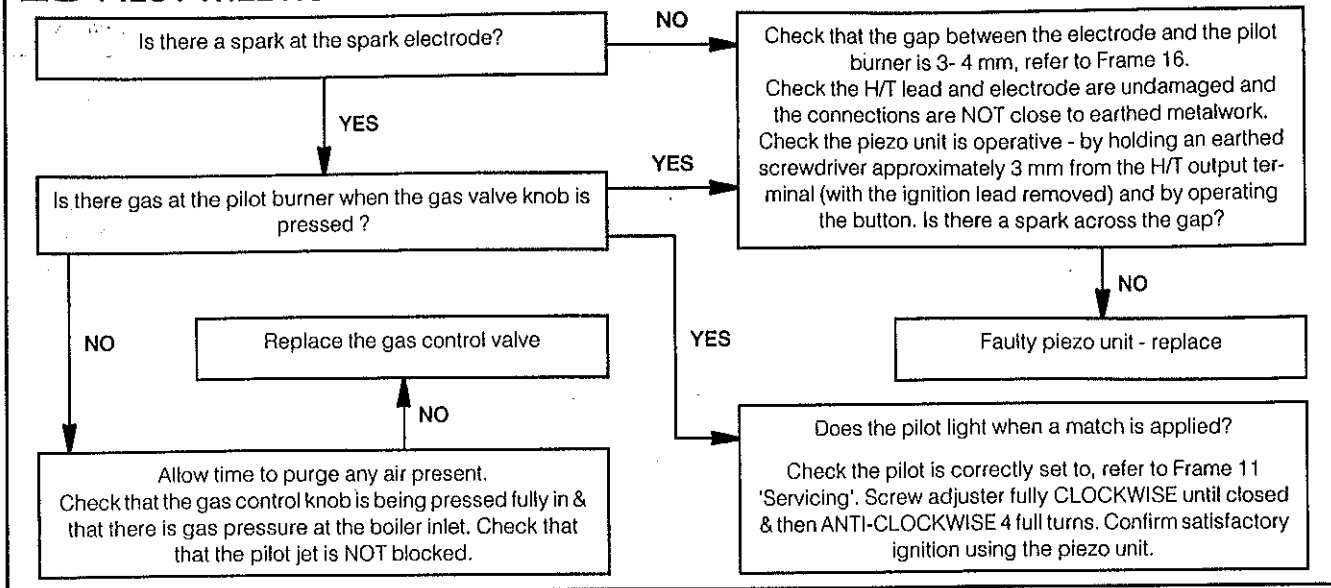 NO
Is there a spark at the spark electrode?
Check that the gap between the electrode and the pilot
burner is 3- 4 mm, refer to Frame 16.
Check the H/T lead and electrode are undamaged and
the connections are NOT close to earthed metalwork.
Check the piezo unit is operative - by holding an earthed
screwdriver approximately 3 mm from the H/T output ter-
minal (with the ignition lead removed) and by operating
the button. Is there a spark across the gap?
YES
YES
Is there gas at the pilot burner when the gas valve knob is
pressed ?
NO
NO
Replace the gas control valve
YES
Faulty piezo unit - replace
NO
Allow time to purge any air present.
Check that the gas control knob is being pressed fully in &
that there is gas pressure at the boiler inlet. Check that
that the pilot jet is NOT blocked.
Does the pilot light when a match is applied?
Check the pilot is correctly set to, refer to Frame 11
'Servicing'. Screw adjuster fully CLOCKWISE until closed
& then ANTI-CLOCKWISE 4 full turns. Confirm satisfactory
ignition using the piezo unit.